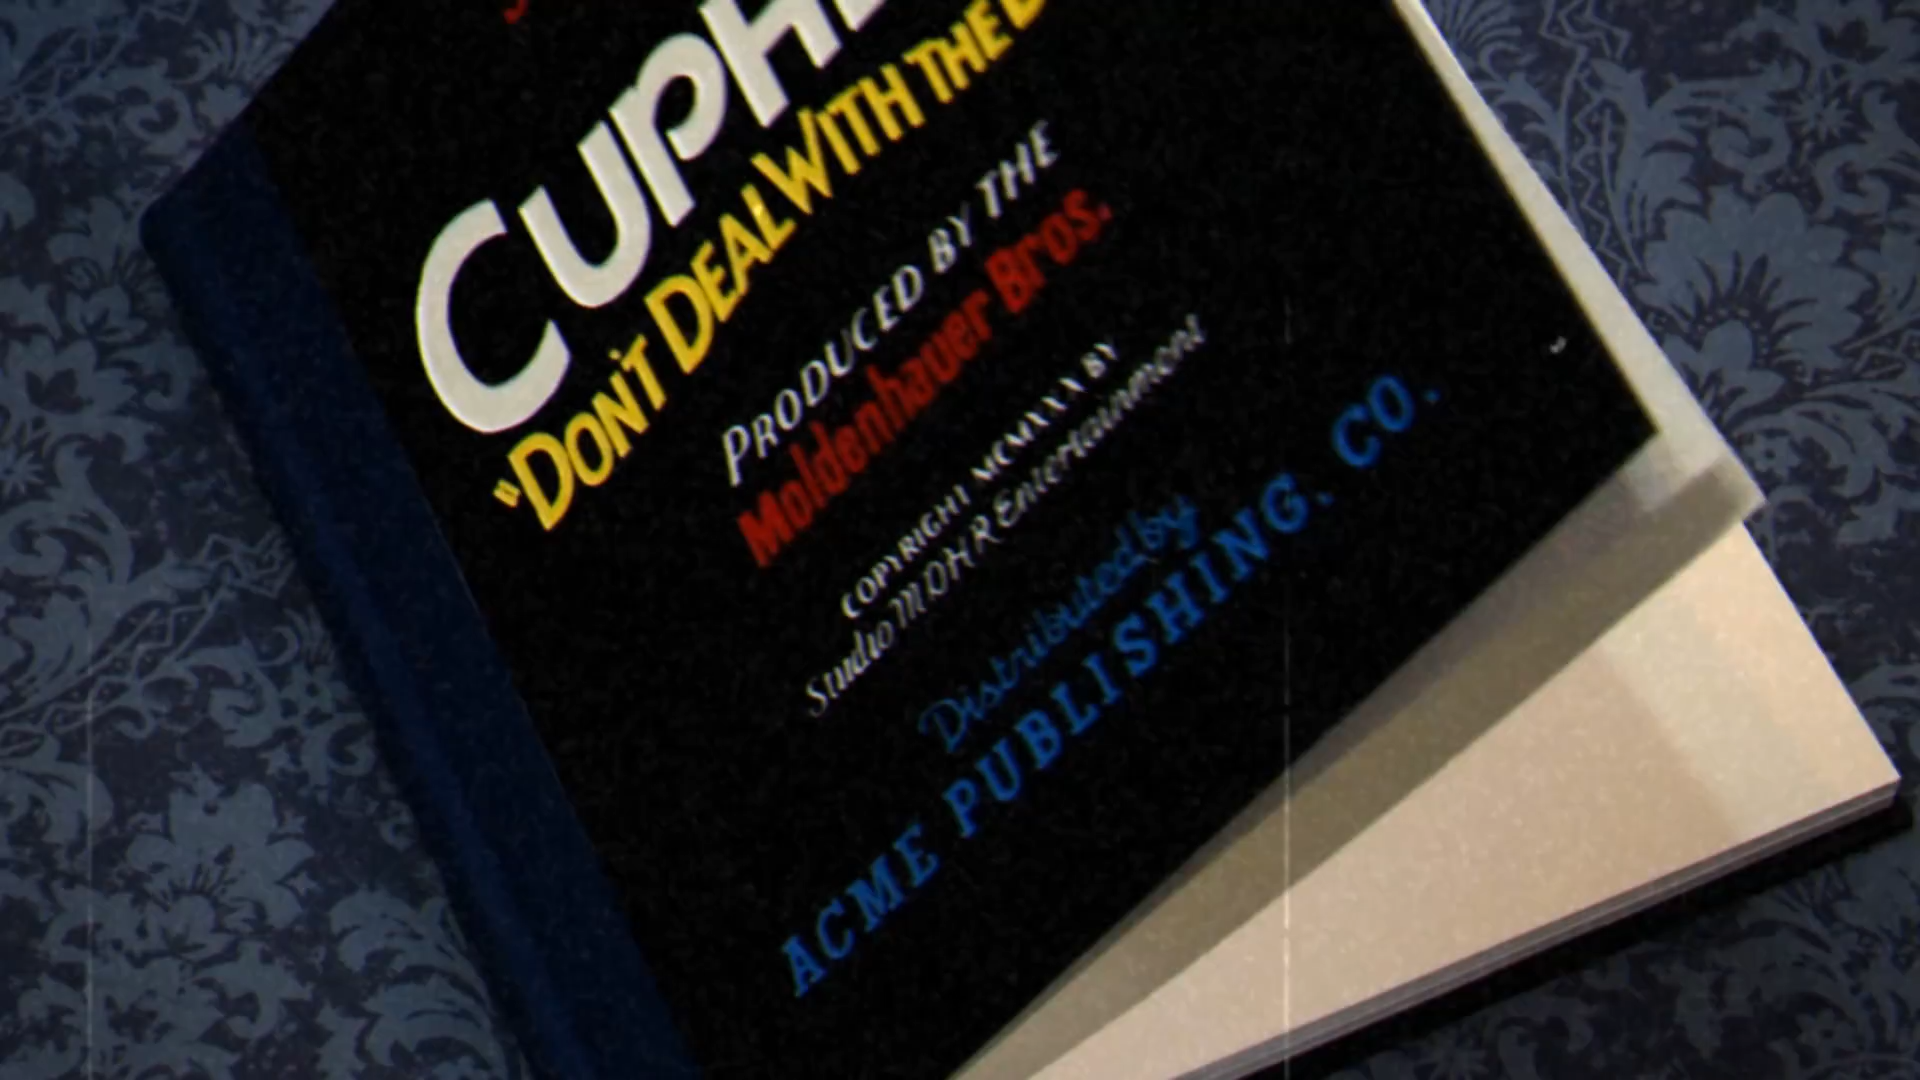 CUPH
"DON'T DEAL WITH THE
PRODUCED BY THE
Moldenhauer Bros.
COPYRIGHT MCMXXX BY
Studio MDHR Entertainment
Distributed by
ACME PUBLISHING. CO.